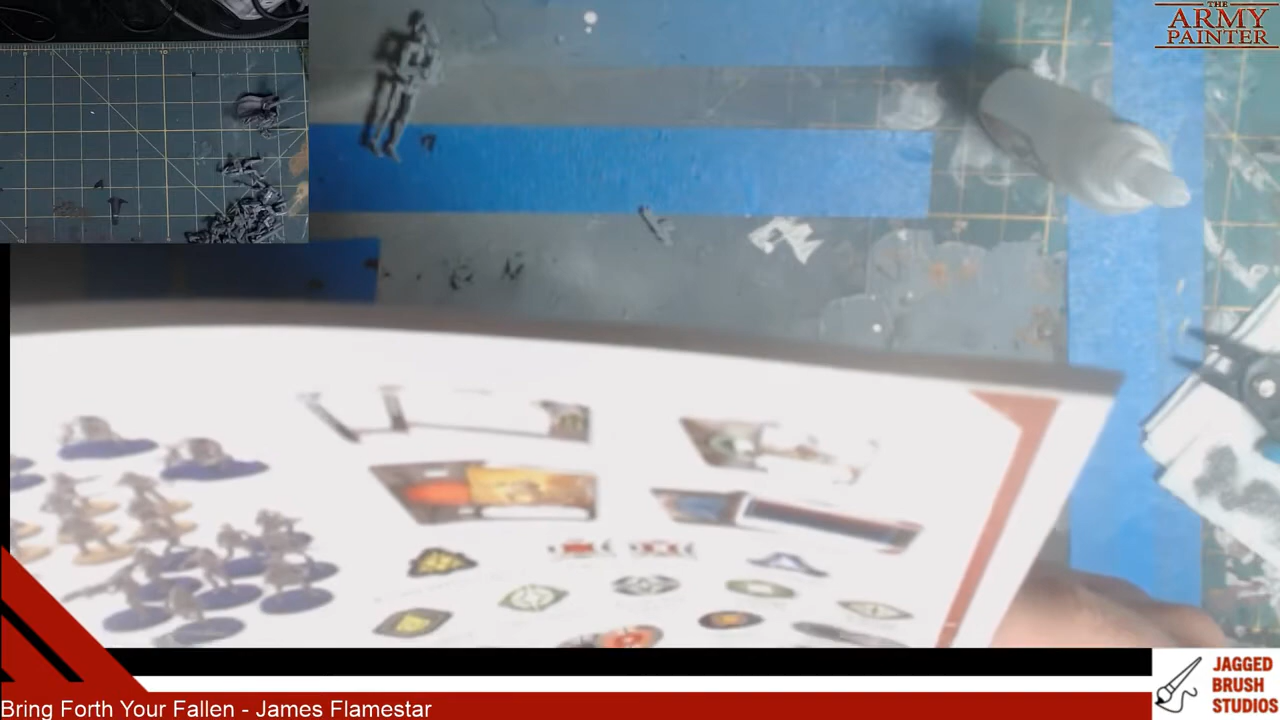 THE
ARMY
PAINTER
JAGGED
BRUSH
STUDIOS
Bring Forth Your Fallen - James Flamestar